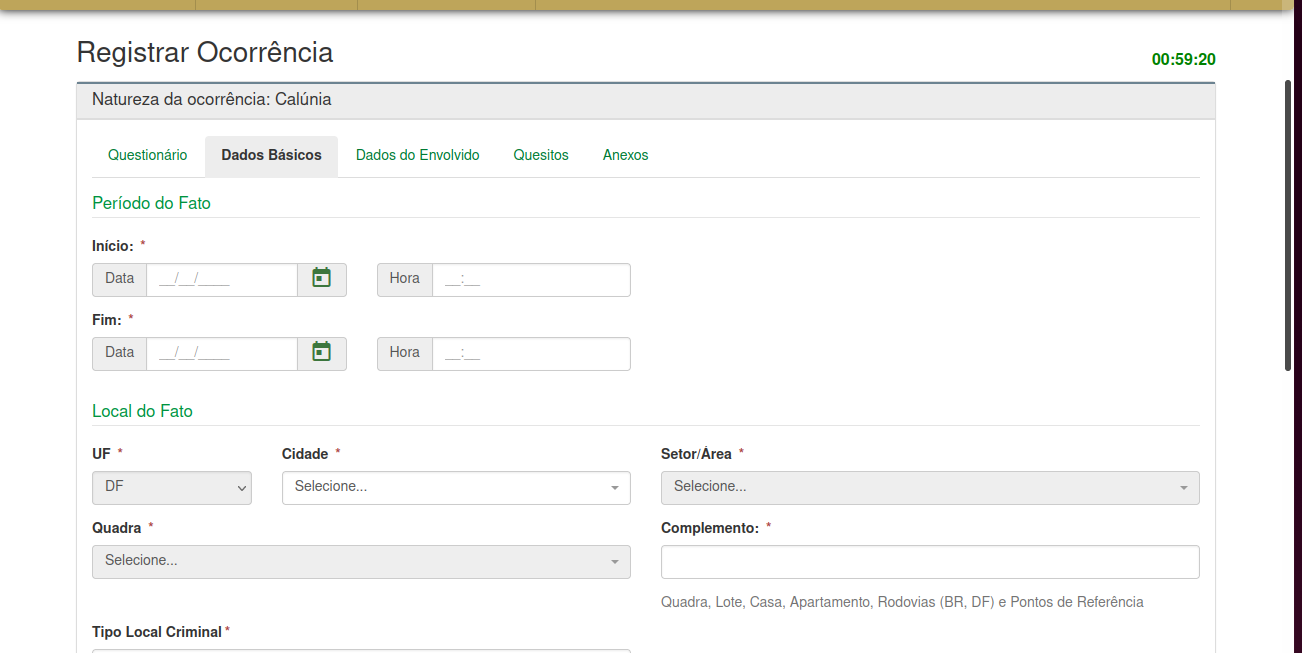 Registrar Ocorrência
00:59:20
Natureza da ocorrência: Calúnia
Questionário Dados Básicos Dados do Envolvido Quesitos Anexos
Período do Fato
Início: *
Data __/__/____ Hora __:__
Fim: *
Data __/__/____ Hora __:__
Local do Fato
UF * Cidade * Setor/Área *
DF Selecione... Selecione...
Quadra * Complemento: *
Selecione...
Quadra, Lote, Casa, Apartamento, Rodovias (BR, DF) e Pontos de Referência
Tipo Local Criminal *